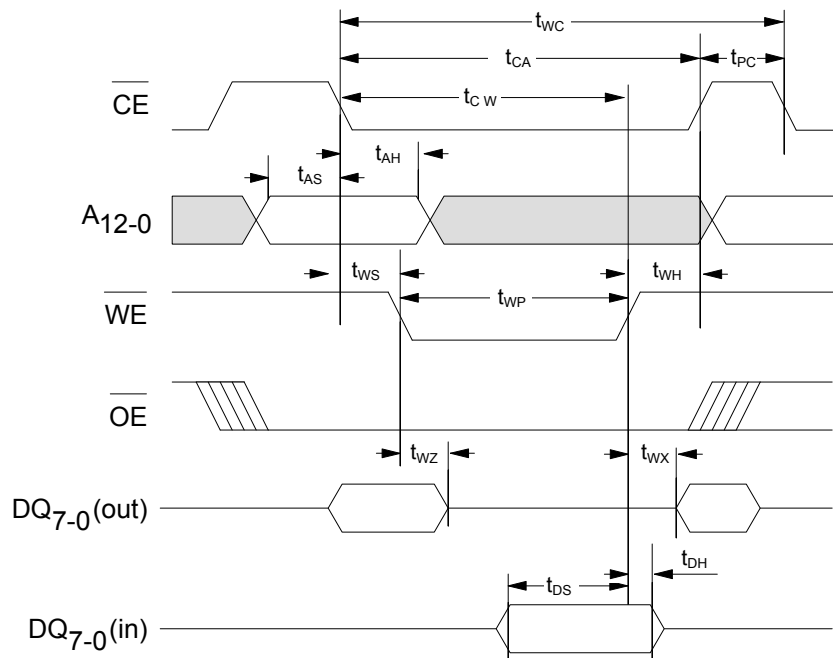 tWC
tCA
tPC
CE
tC W
tAH
tAS
A12-0
tWS
tWH
tWP
WE
OE
tWZ
tWX
DQ7-0(out)
tDH
tDS
DQ7-0(in)